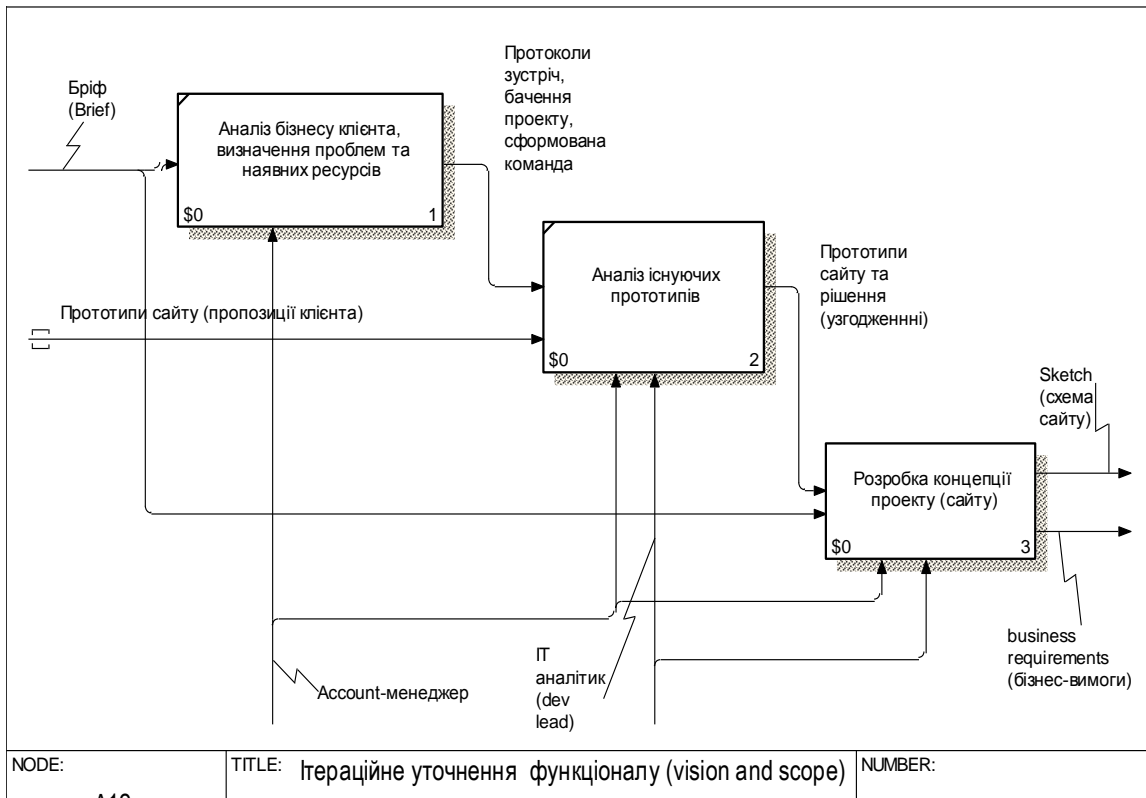 Бріф
(Brief)
Аналіз бізнесу клієнта,
визначення проблем та
наявних ресурсів
$0
1
Протоколи
зустріч,
бачення
проекту,
сформована
команда
Прототипи сайту (пропозиції клієнта)
Аналіз існуючих
прототипів
$0
2
Прототипи
сайту та
рішення
(узгодженнні)
Sketch
(схема
сайту)
Розробка концепції
проекту (сайту)
$0
3
business
requirements
(бізнес-вимоги)
IT
аналітик
(dev
lead)
Account-менеджер
NODE:
TITLE: Ітераційне уточнення функціоналу (vision and scope)
NUMBER: